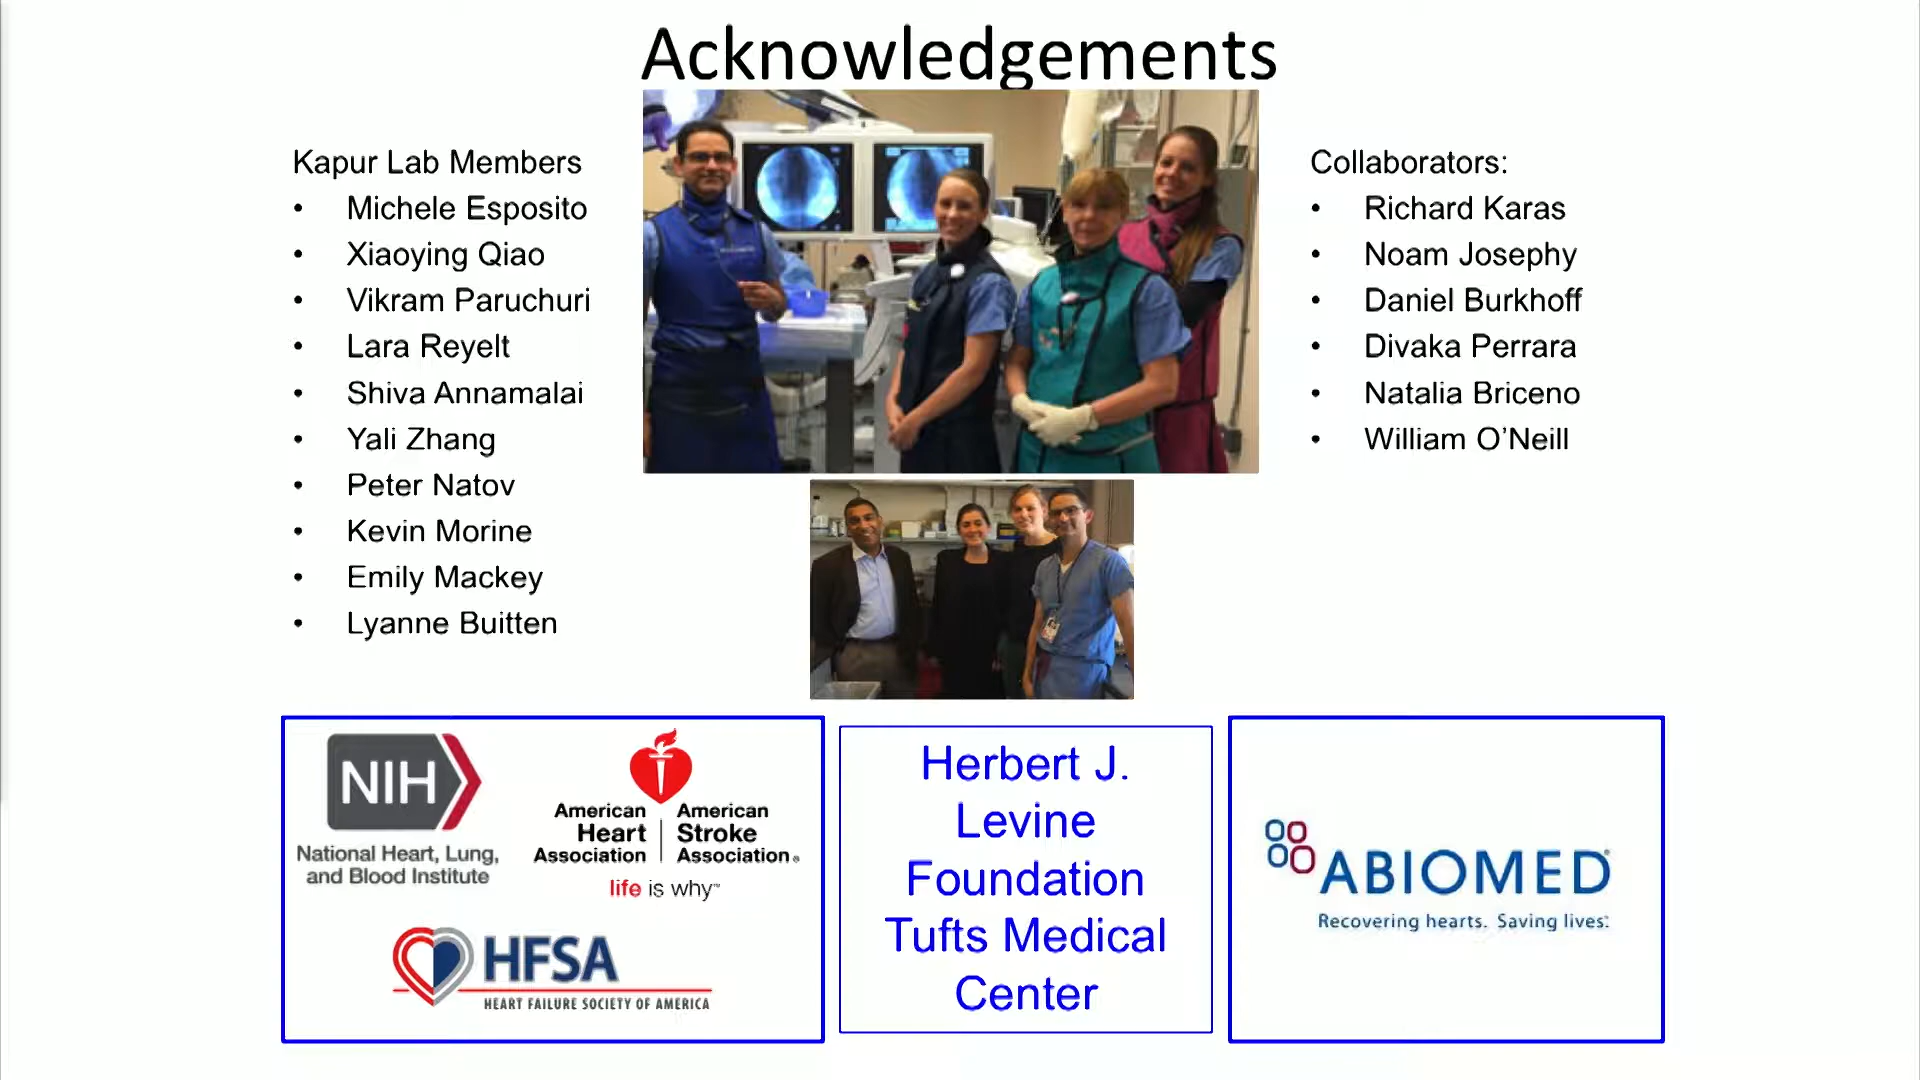 Acknowledgements
Kapur Lab Members
• Michele Esposito
• Xiaoying Qiao
• Vikram Paruchuri
• Lara Reyelt
• Shiva Annamalai
• Yali Zhang
• Peter Natov
• Kevin Morine
• Emily Mackey
• Lyanne Buitten
Collaborators:
• Richard Karas
• Noam Josephy
• Daniel Burkhoff
• Divaka Perrara
• Natalia Briceno
• William O’Neill
NIH
National Heart, Lung,
and Blood Institute
American
Heart
Association
American
Stroke
Association®
life is why™
HFSA
HEART FAILURE SOCIETY OF AMERICA
Herbert J.
Levine
Foundation
Tufts Medical
Center
ABIOMED®
Recovering hearts. Saving lives.